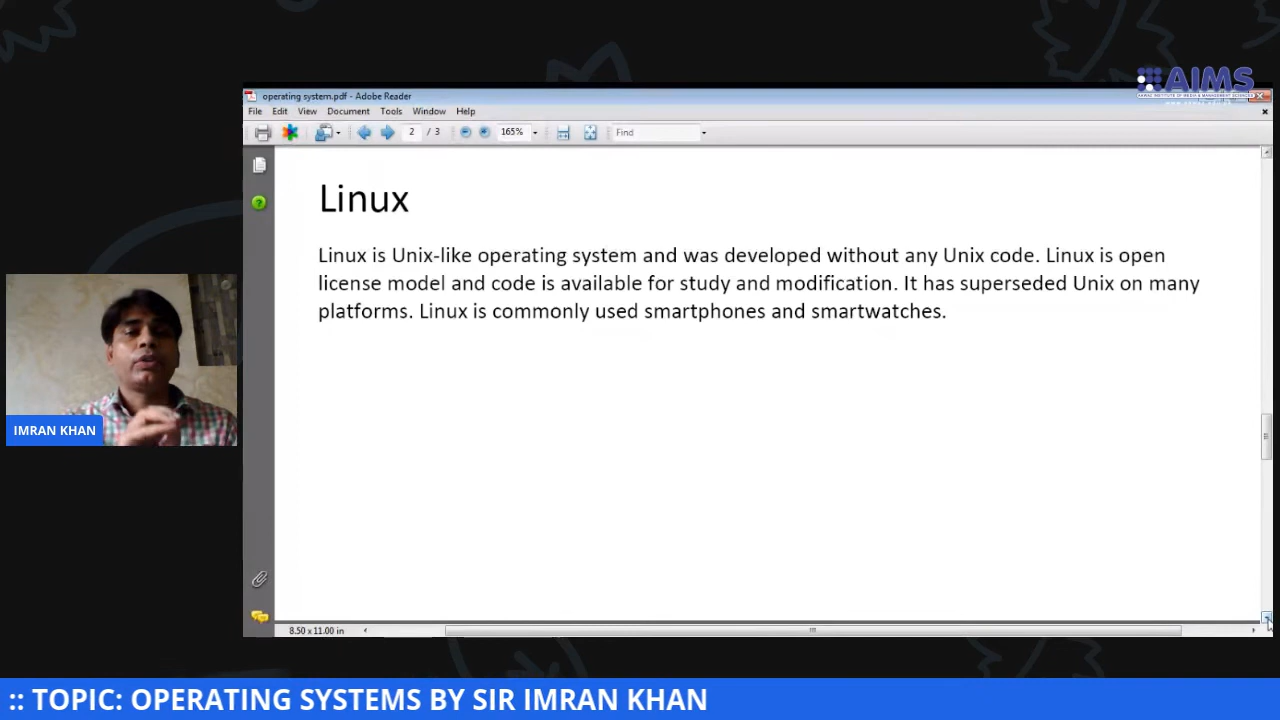 AIMS
operating system.pdf - Adobe Reader
File Edit View Document Tools Window Help
2 / 3 165% Find
Linux
Linux is Unix-like operating system and was developed without any Unix code. Linux is open
license model and code is available for study and modification. It has superseded Unix on many
platforms. Linux is commonly used smartphones and smartwatches.
IMRAN KHAN
8.50 x 11.00 in
:: TOPIC: OPERATING SYSTEMS BY SIR IMRAN KHAN